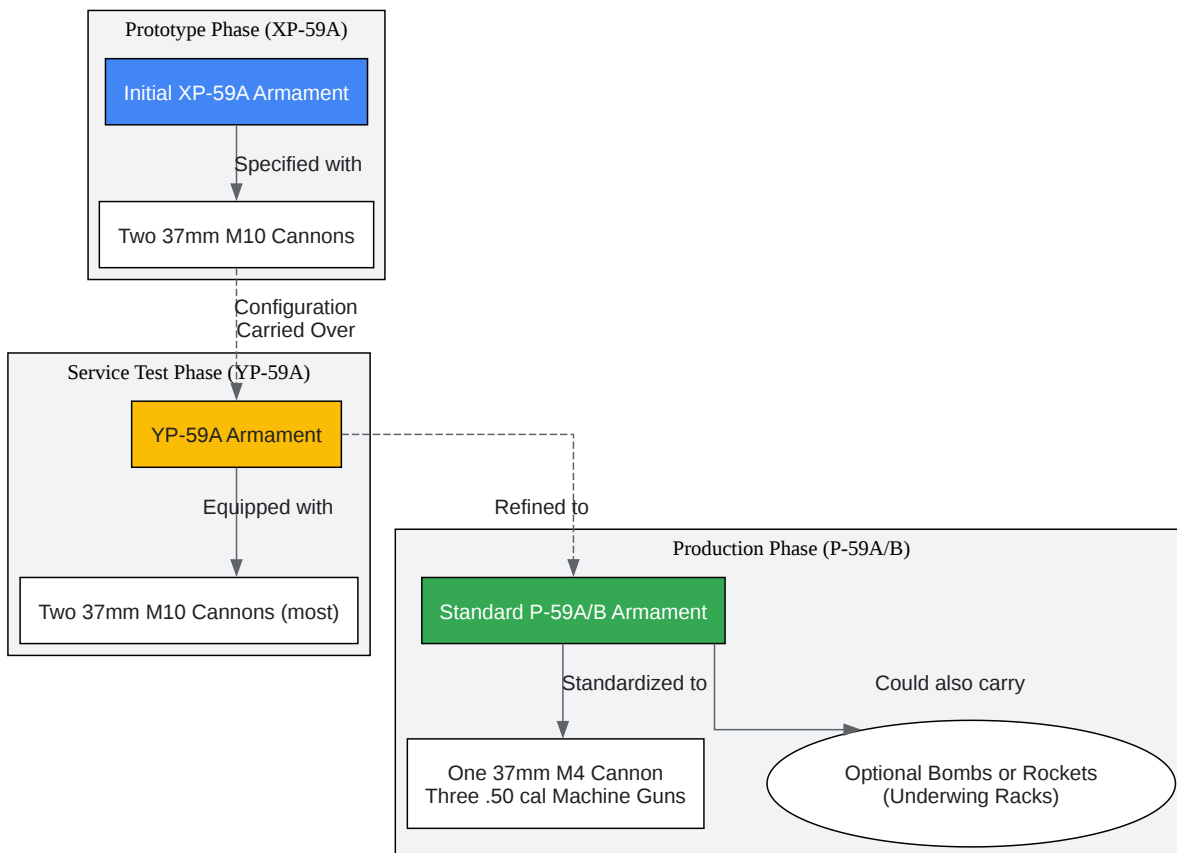 Prototype Phase (XP-59A)
Initial XP-59A Armament
Specified with
Two 37mm M10 Cannons
Configuration
Carried Over
Service Test Phase (YP-59A)
YP-59A Armament
Equipped with
Two 37mm M10 Cannons (most)
Refined to
Production Phase (P-59A/B)
Standard P-59A/B Armament
Standardized to
Could also carry
One 37mm M4 Cannon
Three .50 cal Machine Guns
Optional Bombs or Rockets
(Underwing Racks)